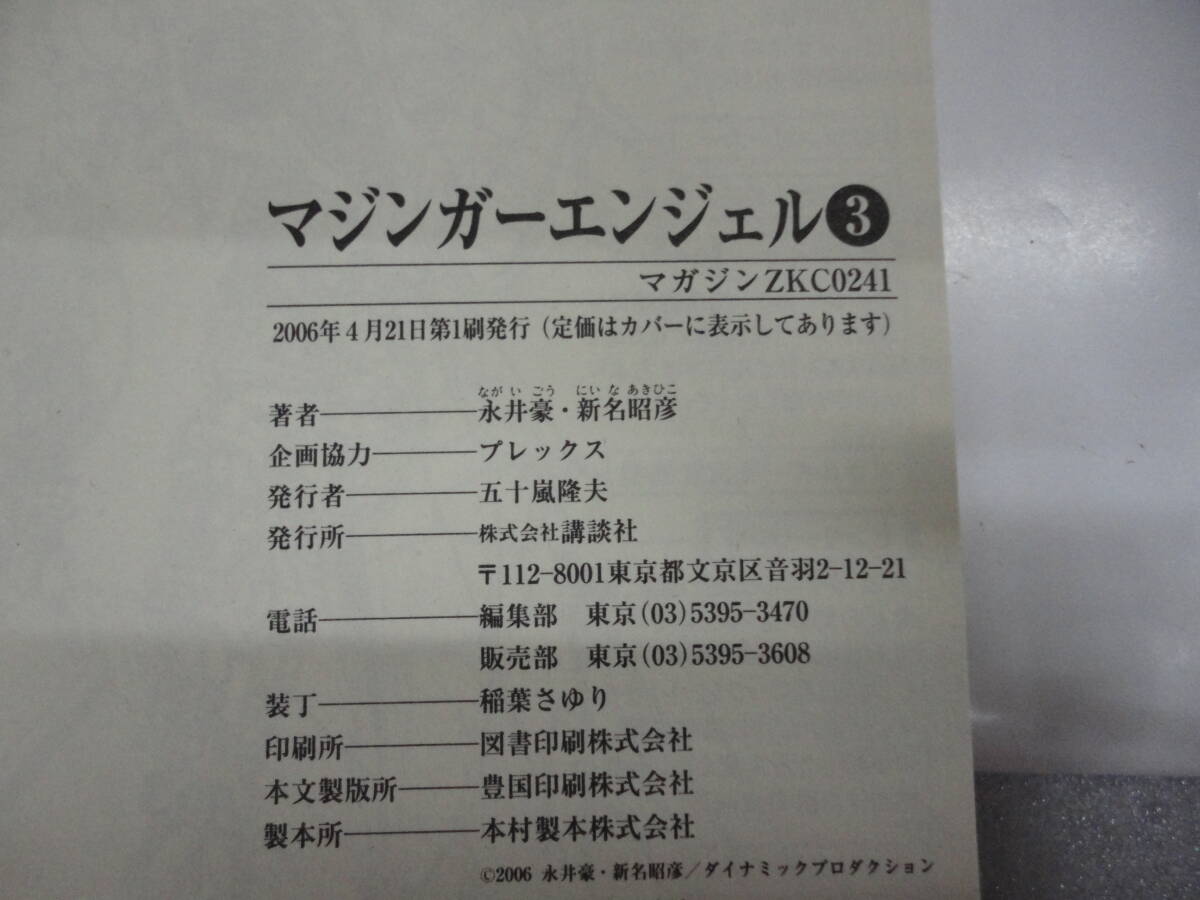 マジンガーエンジェル❸
マガジンZKC0241
2006年4月21日第1刷発行(定価はカバーに表示してあります)
ながいごう にいなあきひこ
著者――――永井豪・新名昭彦
企画協力――――プレックス
発行者――――五十嵐隆夫
発行所――――株式会社講談社
〒112-8001東京都文京区音羽2-12-21
電話――――編集部 東京(03)5395-3470
販売部 東京(03)5395-3608
装丁――――稲葉さゆり
印刷所――――図書印刷株式会社
本文製版所――――豊国印刷株式会社
製本所――――本村製本株式会社
©2006 永井豪・新名昭彦/ダイナミックプロダクション